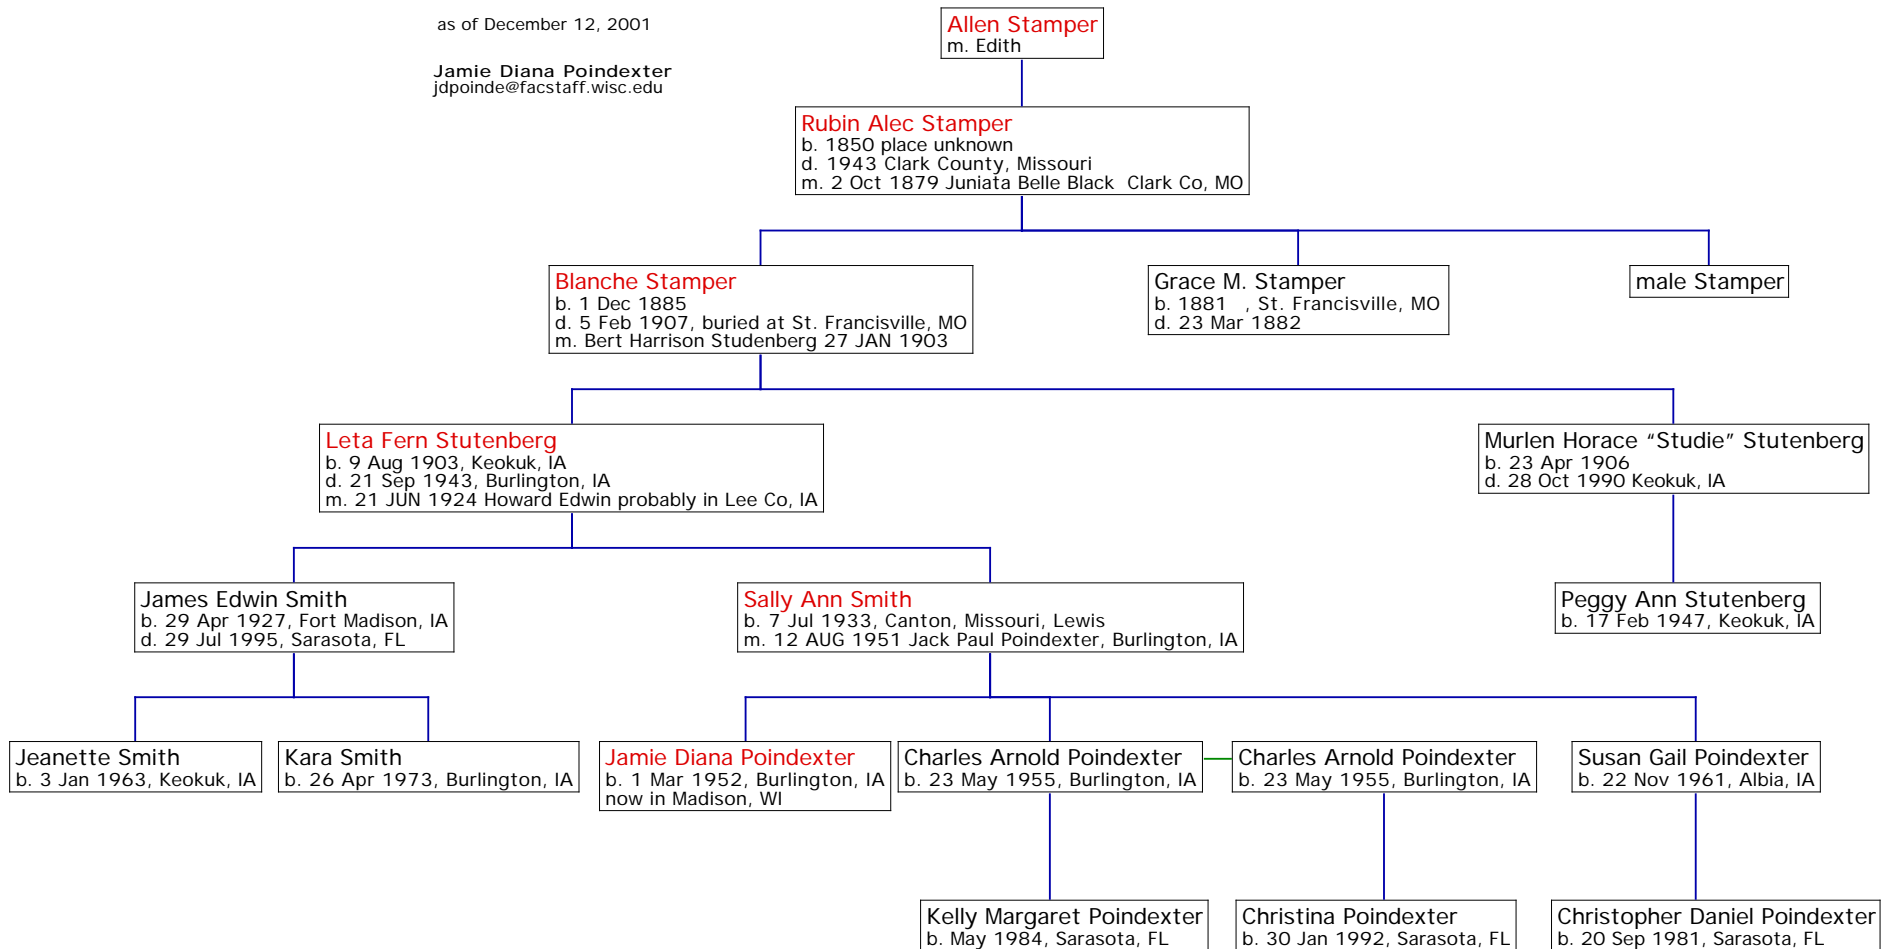 as of December 12, 2001
Jamie Diana Poindexter
jdpoinde@facstaff.wisc.edu
Allen Stamper
m. Edith
Rubin Alec Stamper
b. 1850 place unknown
d. 1943 Clark County, Missouri
m. 2 Oct 1879 Juniata Belle Black  Clark Co, MO
Blanche Stamper
b. 1 Dec 1885
d. 5 Feb 1907, buried at St. Francisville, MO
m. Bert Harrison Studenberg 27 JAN 1903
Grace M. Stamper
b. 1881  , St. Francisville, MO
d. 23 Mar 1882
male Stamper
Leta Fern Stutenberg
b. 9 Aug 1903, Keokuk, IA
d. 21 Sep 1943, Burlington, IA
m. 21 JUN 1924 Howard Edwin probably in Lee Co, IA
Murlen Horace “Studie” Stutenberg
b. 23 Apr 1906
d. 28 Oct 1990 Keokuk, IA
James Edwin Smith
b. 29 Apr 1927, Fort Madison, IA
d. 29 Jul 1995, Sarasota, FL
Sally Ann Smith
b. 7 Jul 1933, Canton, Missouri, Lewis
m. 12 AUG 1951 Jack Paul Poindexter, Burlington, IA
Peggy Ann Stutenberg
b. 17 Feb 1947, Keokuk, IA
Jeanette Smith
b. 3 Jan 1963, Keokuk, IA
Kara Smith
b. 26 Apr 1973, Burlington, IA
Jamie Diana Poindexter
b. 1 Mar 1952, Burlington, IA
now in Madison, WI
Charles Arnold Poindexter
b. 23 May 1955, Burlington, IA
Charles Arnold Poindexter
b. 23 May 1955, Burlington, IA
Susan Gail Poindexter
b. 22 Nov 1961, Albia, IA
Kelly Margaret Poindexter
b. May 1984, Sarasota, FL
Christina Poindexter
b. 30 Jan 1992, Sarasota, FL
Christopher Daniel Poindexter
b. 20 Sep 1981, Sarasota, FL